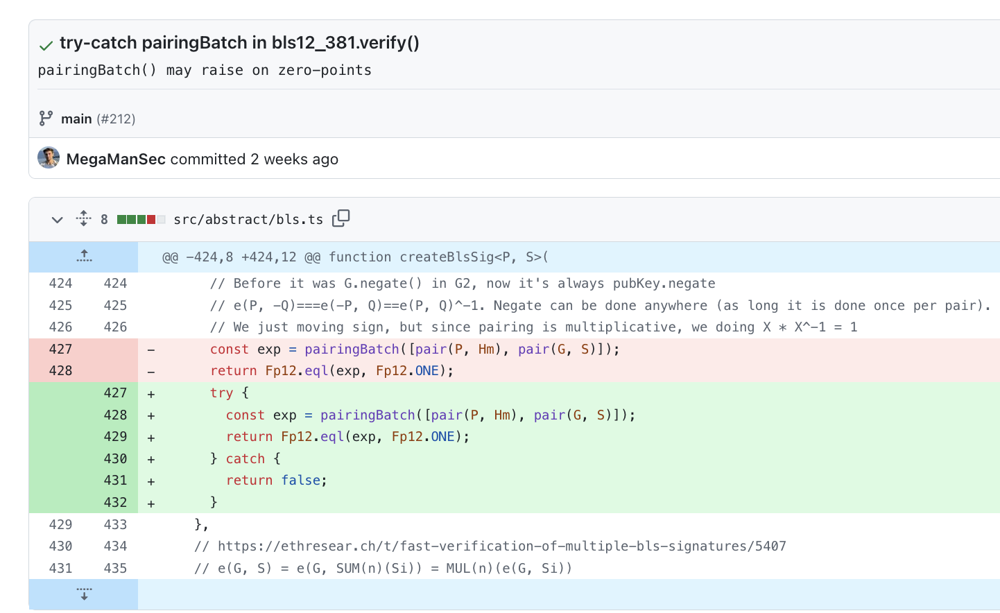 try-catch pairingBatch in bls12_381.verify()
pairingBatch() may raise on zero-points
main (#212)
MegaManSec committed 2 weeks ago
8 src/abstract/bls.ts
@@ -424,8 +424,12 @@ function createBlsSig<P, S>(
424 424 // Before it was G.negate() in G2, now it's always pubKey.negate
425 425 // e(P, -Q)===e(-P, Q)==e(P, Q)^-1. Negate can be done anywhere (as long it is done once per pair).
426 426 // We just moving sign, but since pairing is multiplicative, we doing X * X^-1 = 1
427 - const exp = pairingBatch([pair(P, Hm), pair(G, S)]);
428 - return Fp12.eql(exp, Fp12.ONE);
427 + try {
428 + const exp = pairingBatch([pair(P, Hm), pair(G, S)]);
429 + return Fp12.eql(exp, Fp12.ONE);
430 + } catch {
431 + return false;
432 + }
429 433 },
430 434 // https://ethresear.ch/t/fast-verification-of-multiple-bls-signatures/5407
431 435 // e(G, S) = e(G, SUM(n)(Si)) = MUL(n)(e(G, Si))